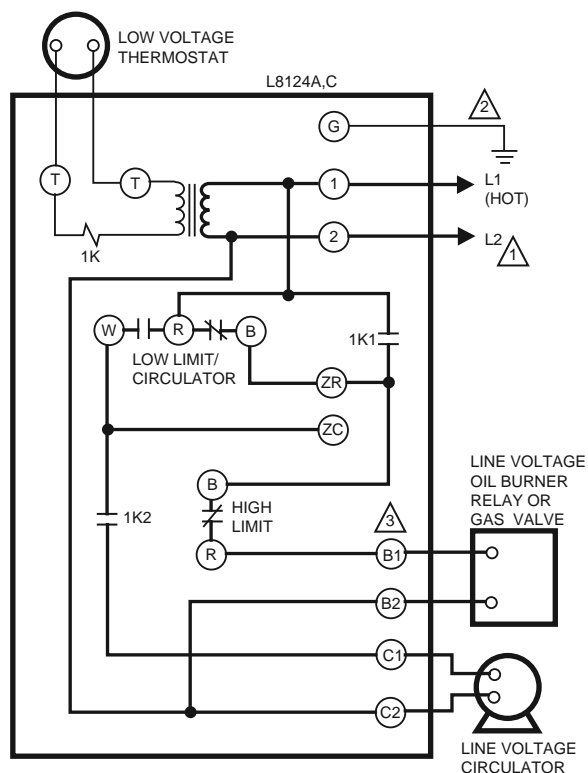 LOW VOLTAGE
THERMOSTAT
L8124A,C
2
G
T
T
1
L1
(HOT)
1K
2
L2
1
W
R
B
1K1
LOW LIMIT/
CIRCULATOR
ZR
ZC
LINE VOLTAGE
OIL BURNER
RELAY OR
GAS VALVE
B
1K2
HIGH
LIMIT
3
R
B1
B2
C1
C2
LINE VOLTAGE
CIRCULATOR